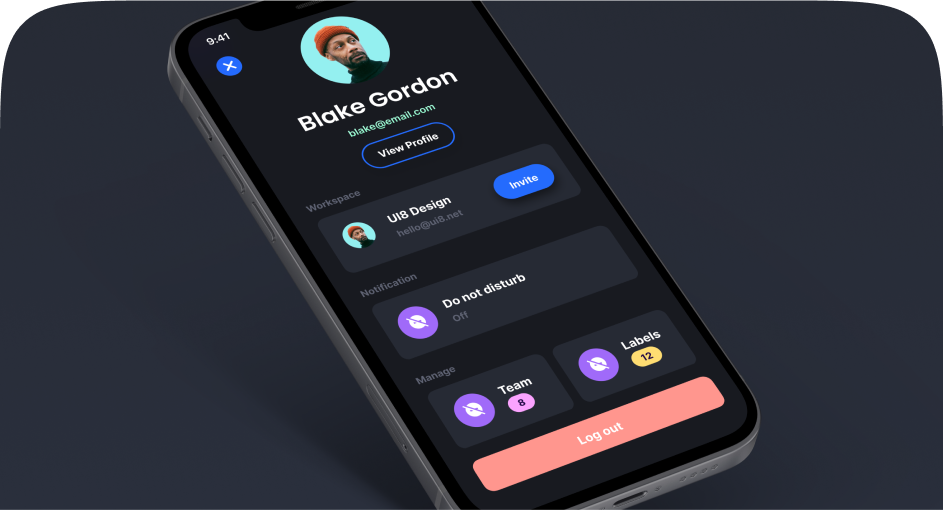 9:41
Blake Gordon
blake@email.com
View Profile
Workspace
UI8 Design
hello@ui8.net
Invite
Notification
Do not disturb
Off
Manage
Team
8
Labels
12
Log out